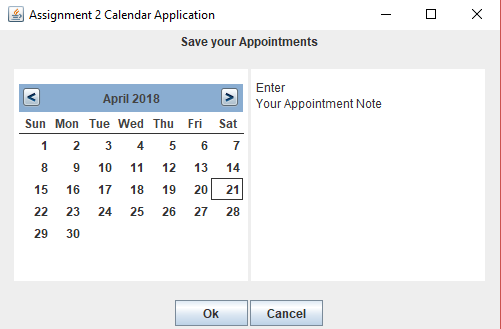 Assignment 2 Calendar Application
Save your Appointments
< April 2018 >
Sun Mon Tue Wed Thu Fri Sat
1 2 3 4 5 6 7
8 9 10 11 12 13 14
15 16 17 18 19 20 21
22 23 24 25 26 27 28
29 30
Enter
Your Appointment Note
Ok Cancel